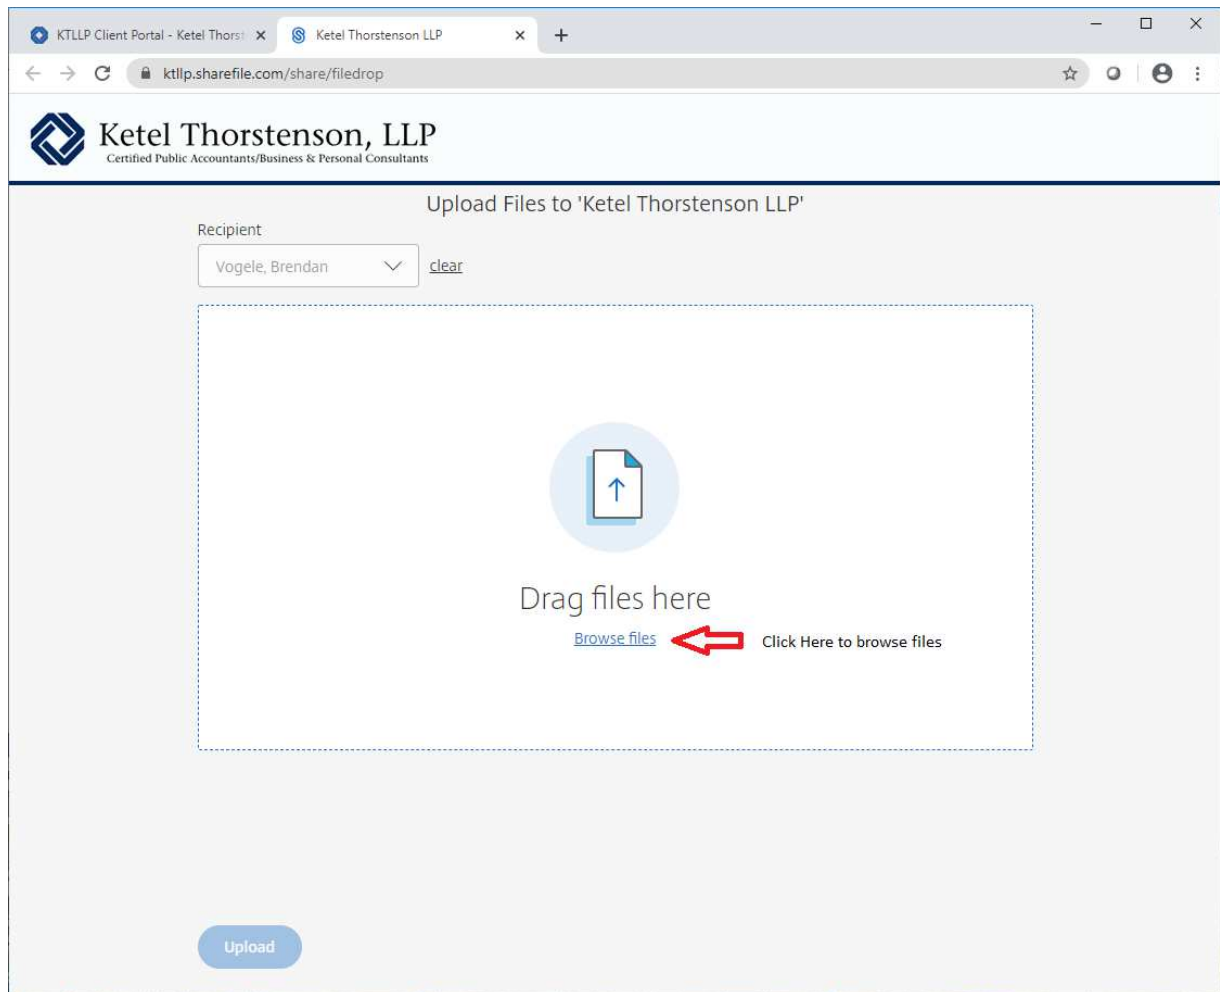 KTLLP Client Portal - Ketel Thorst
Ketel Thorstenson LLP
ktllp.sharefile.com/share/filedrop
Ketel Thorstenson, LLP
Certified Public Accountants/Business & Personal Consultants
Upload Files to 'Ketel Thorstenson LLP'
Recipient
Vogele, Brendan
clear
Drag files here
Browse files
Click Here to browse files
Upload